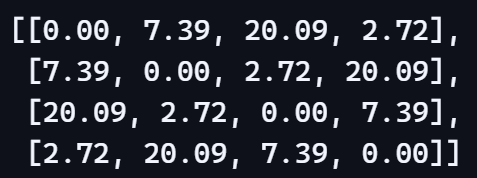 [[0.00, 7.39, 20.09, 2.72],
[7.39, 0.00, 2.72, 20.09],
[20.09, 2.72, 0.00, 7.39],
[2.72, 20.09, 7.39, 0.00]]